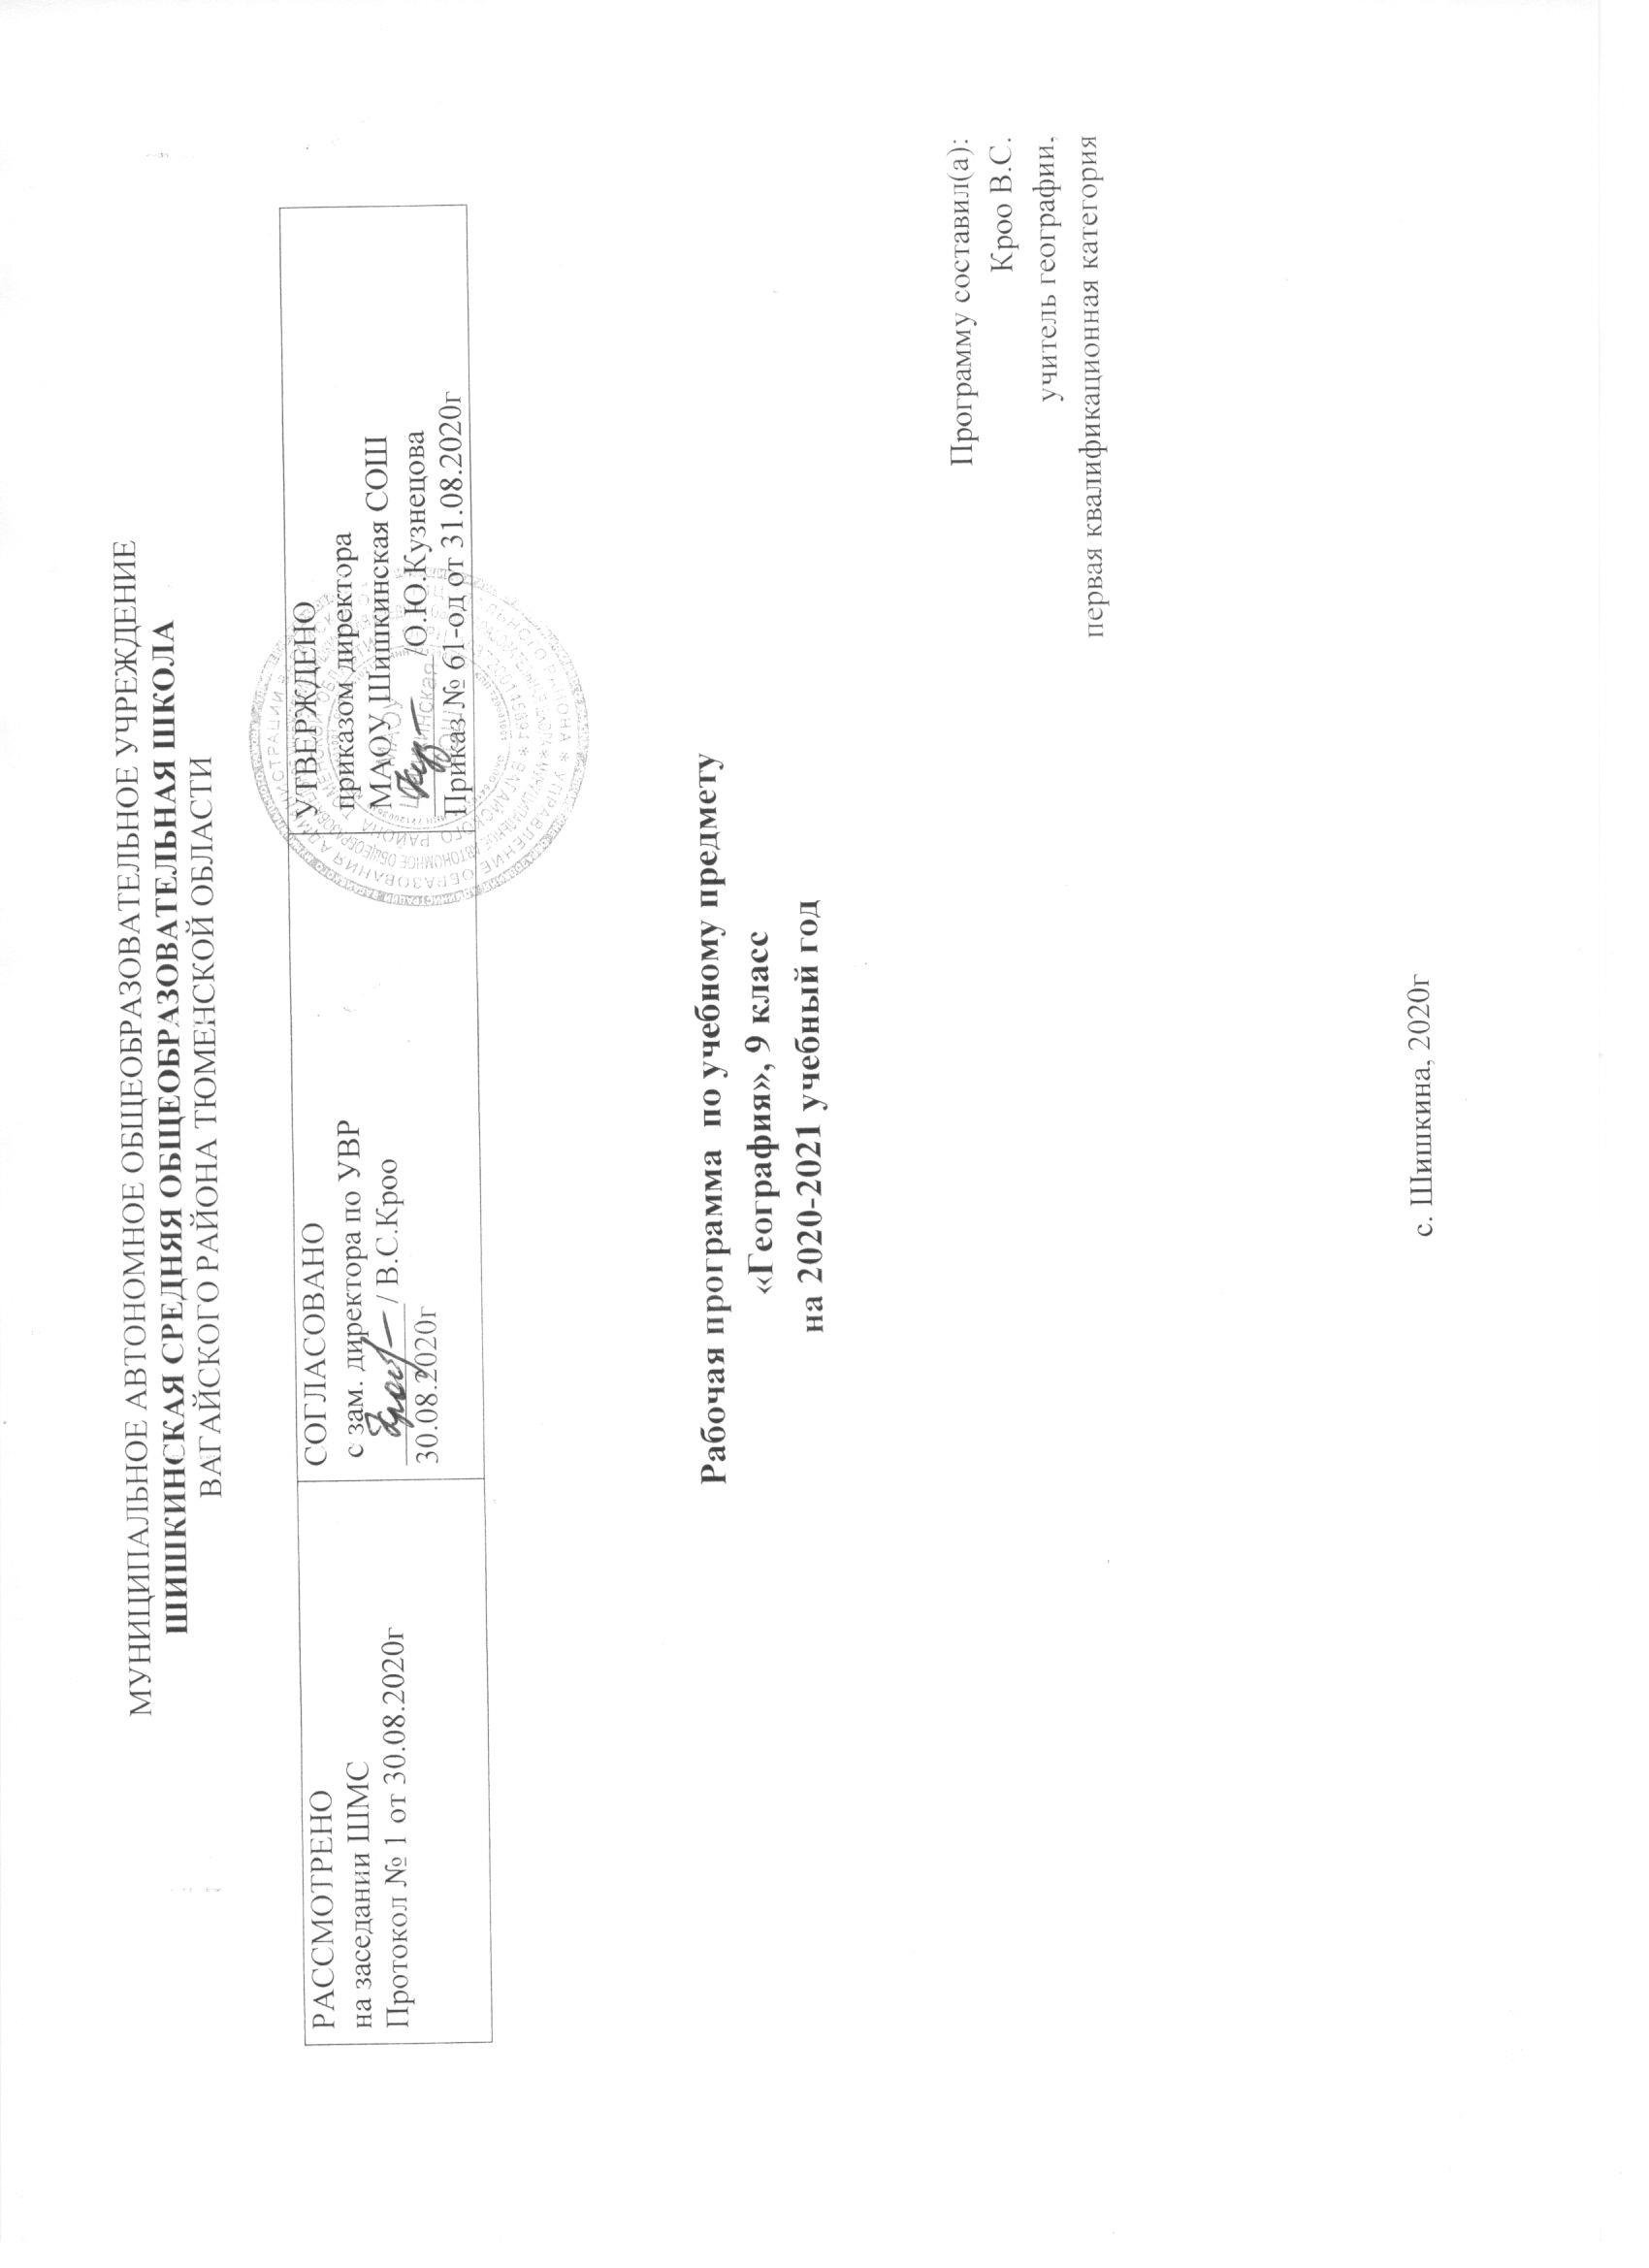 МУНИЦИПАЛЬНОЕ АВТОНОМНОЕ ОБЩЕОБРАЗОВАТЕЛЬНОЕ УЧРЕЖДЕНИЕ
ШИШКИНСКАЯ СРЕДНЯЯ ОБЩЕОБРАЗОВАТЕЛЬНАЯ ШКОЛА
ВАГАЙСКОГО РАЙОНА ТЮМЕНСКОЙ ОБЛАСТИ
РАССМОТРЕНО
на заседании ШМС
Протокол № 1 от 30.08.2020г
СОГЛАСОВАНО
с зам. директора по УВР
/ В.С.Кроо
30.08.2020г
УТВЕРЖДЕНО
приказом директора
МАОУ Шишкинская СОШ
/О.Ю.Кузнецова
Приказ № 61-од от 31.08.2020г
Рабочая программа по учебному предмету
«География», 9 класс
на 2020-2021 учебный год
Программу составил(а):
Кроо В.С.
учитель географии,
первая квалификационная категория
с. Шишкина, 2020г